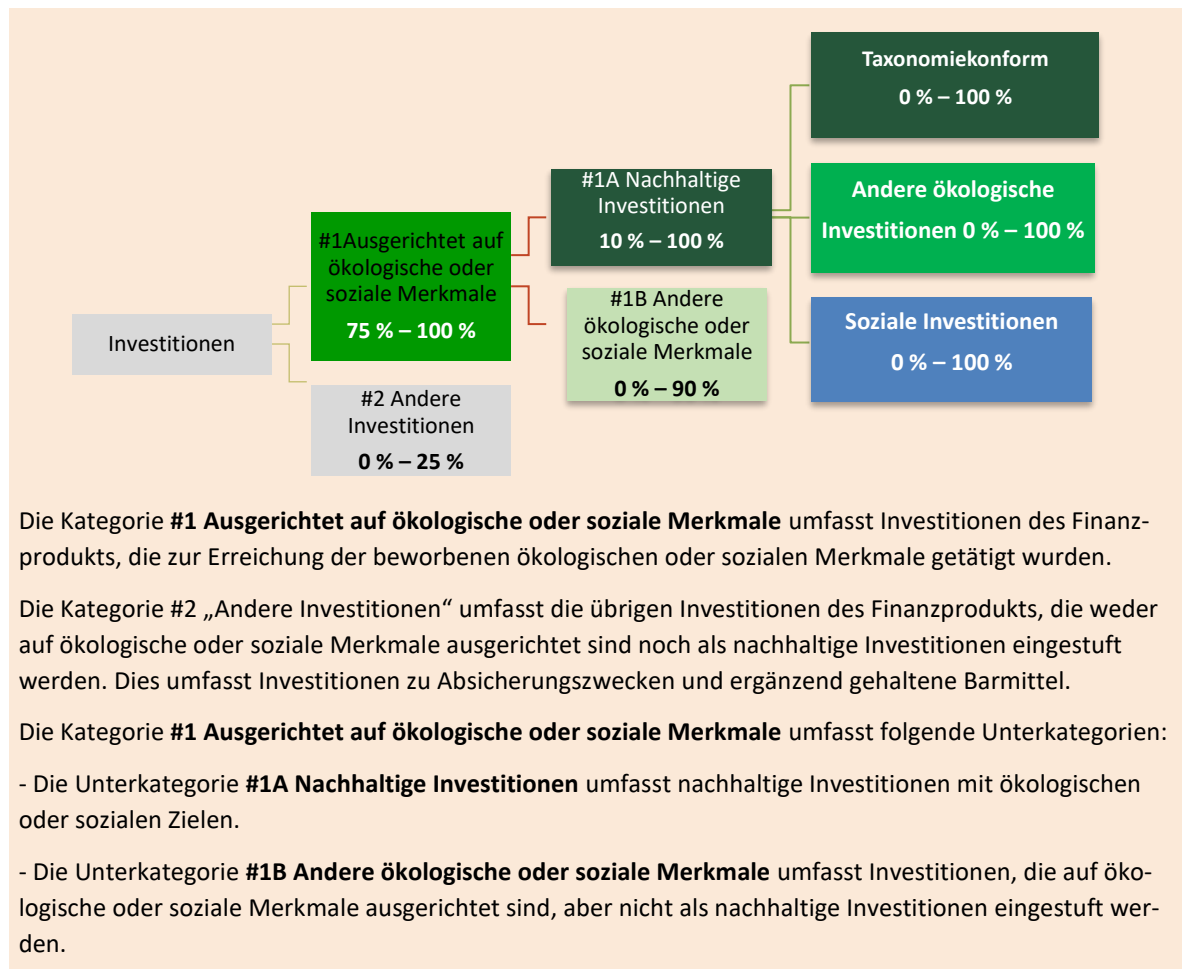 Investitionen
#1Ausgerichtet auf
ökologische oder
soziale Merkmale
75 % – 100 %
#2 Andere
Investitionen
0 % – 25 %
#1A Nachhaltige
Investitionen
10 % – 100 %
#1B Andere
ökologische oder
soziale Merkmale
0 % – 90 %
Taxonomiekonform
0 % – 100 %
Andere ökologische
Investitionen 0 % – 100 %
Soziale Investitionen
0 % – 100 %
Die Kategorie #1 Ausgerichtet auf ökologische oder soziale Merkmale umfasst Investitionen des Finanz-
produkts, die zur Erreichung der beworbenen ökologischen oder sozialen Merkmale getätigt wurden.
Die Kategorie #2 „Andere Investitionen“ umfasst die übrigen Investitionen des Finanzprodukts, die weder
auf ökologische oder soziale Merkmale ausgerichtet sind noch als nachhaltige Investitionen eingestuft
werden. Dies umfasst Investitionen zu Absicherungszwecken und ergänzend gehaltene Barmittel.
Die Kategorie #1 Ausgerichtet auf ökologische oder soziale Merkmale umfasst folgende Unterkategorien:
- Die Unterkategorie #1A Nachhaltige Investitionen umfasst nachhaltige Investitionen mit ökologischen
oder sozialen Zielen.
- Die Unterkategorie #1B Andere ökologische oder soziale Merkmale umfasst Investitionen, die auf öko-
logische oder soziale Merkmale ausgerichtet sind, aber nicht als nachhaltige Investitionen eingestuft wer-
den.